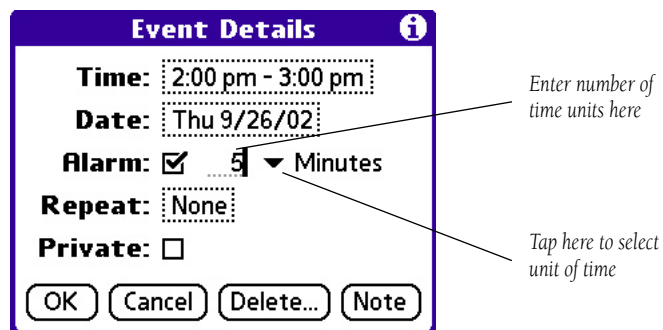 Event Details
Time: 2:00 pm - 3:00 pm
Date: Thu 9/26/02
Alarm: 5 Minutes
Repeat: None
Private:
OK Cancel Delete... Note
Enter number of
time units here
Tap here to select
unit of time